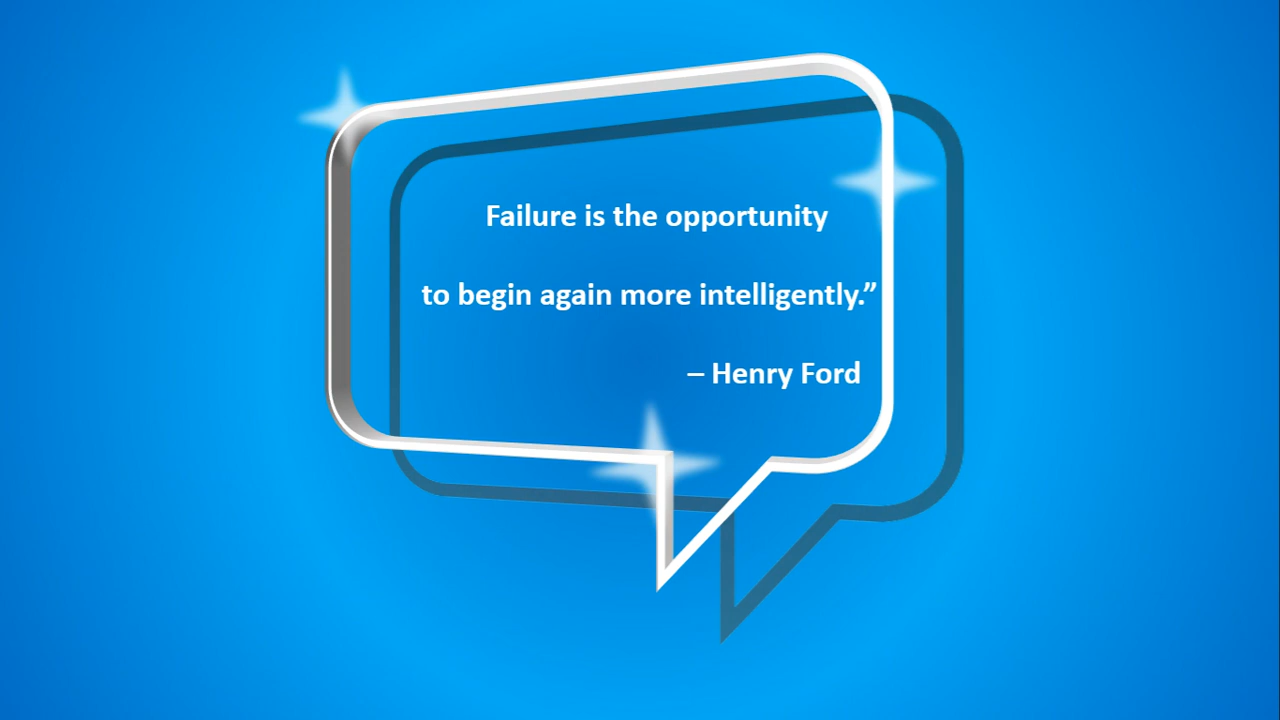 Failure is the opportunity
to begin again more intelligently.”
– Henry Ford